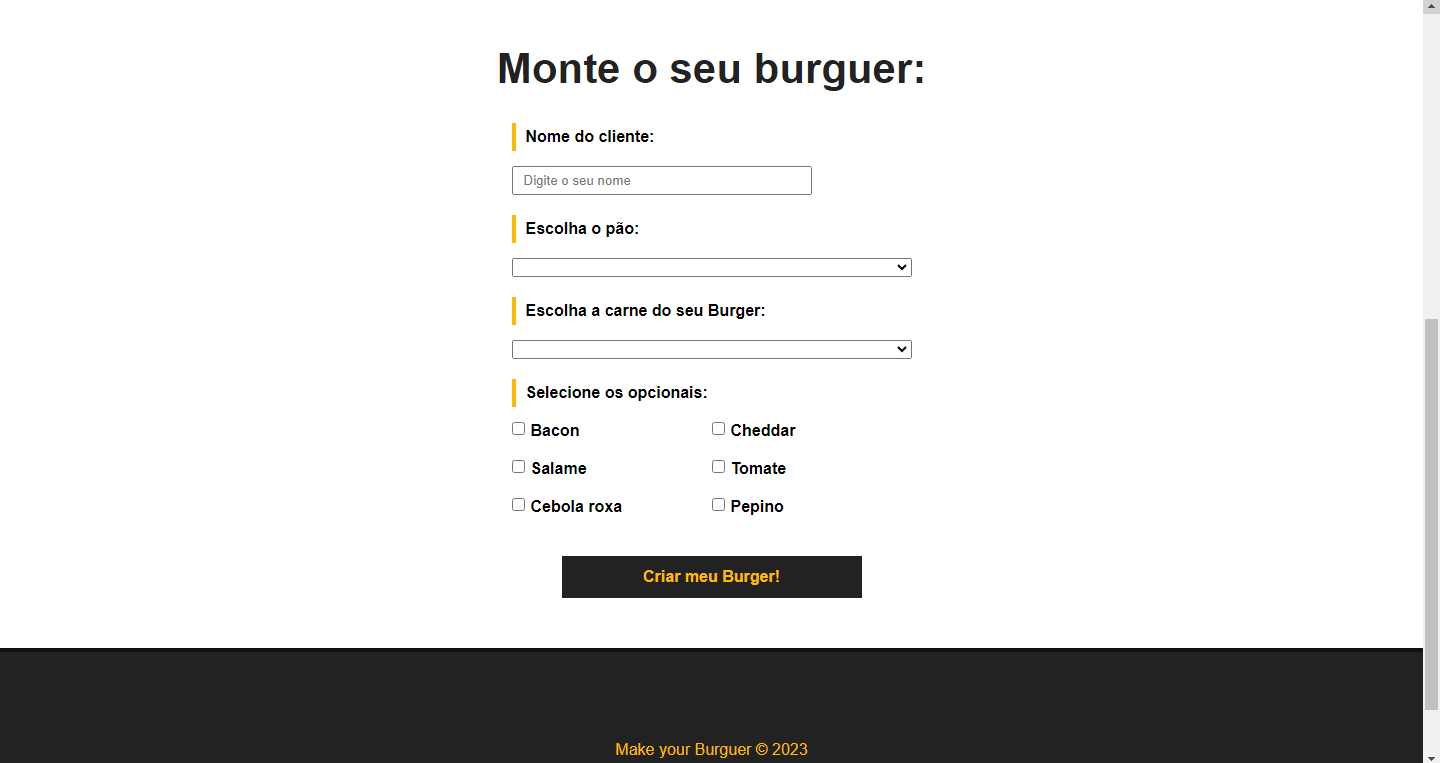 Monte o seu burguer:
Nome do cliente:
Digite o seu nome
Escolha o pão:
Escolha a carne do seu Burger:
Selecione os opcionais:
Bacon
Cheddar
Salame
Tomate
Cebola roxa
Pepino
Criar meu Burger!
Make your Burguer © 2023